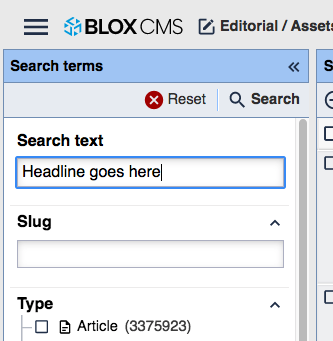 BLOX CMS Editorial / Assets
Search terms
Reset Search
Search text
Headline goes here
Slug
Type
Article (3375923)